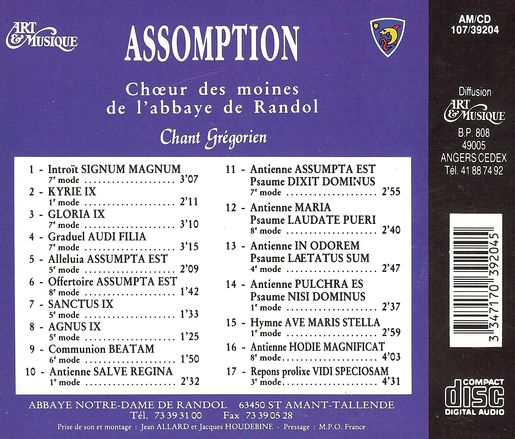 ART
& MUSIQUE
ASSOMPTION
Chœur des moines
de l'abbaye de Randol
Chant Grégorien
1 - Introït SIGNUM MAGNUM
7e mode ........................ 3'07
2 - KYRIE IX
1e mode ........................ 2'11
3 - GLORIA IX
7e mode ........................ 3'10
4 - Graduel AUDI FILIA
7e mode ........................ 3'15
5 - Alleluia ASSUMPTA EST
5e mode ........................ 2'09
6 - Offertoire ASSUMPTA EST
8e mode ........................ 1'42
7 - SANCTUS IX
5e mode ........................ 1'33
8 - AGNUS IX
5e mode ........................ 1'25
9 - Communion BEATAM
6e mode ........................ 1'50
10 - Antienne SALVE REGINA
1e mode ........................ 2'32
11 - Antienne ASSUMPTA EST
Psaume DIXIT DOMINUS
7e mode ........................ 2'55
12 - Antienne MARIA
Psaume LAUDATE PUERI
8e mode ........................ 2'40
13 - Antienne IN ODOREM
Psaume LÆTATUS SUM
4e mode ........................ 2'47
14 - Antienne PULCHRA ES
Psaume NISI DOMINUS
1e mode ........................ 2'37
15 - Hymne AVE MARIS STELLA
1e mode ........................ 2'59
16 - Antienne HODIE MAGNIFICAT
8e mode ........................ 4'03
17 - Repons prolixe VIDI SPECIOSAM
3e mode ........................ 4'31
ABBAYE NOTRE-DAME DE RANDOL 63450 ST AMANT-TALLENDE
Tél. 73 39 31 00 Fax 73 39 05 28
Prise de son et montage : Jean ALLARD et Jacques HOUDEBINE - Pressage : M.P.O. France
AM/CD
107/39204
Diffusion
ART
& MUSIQUE
B.P. 808
49005
ANGERS CEDEX
Tél. 41 88 74 92
3 347170 392045
COMPACT
disc
DIGITAL AUDIO